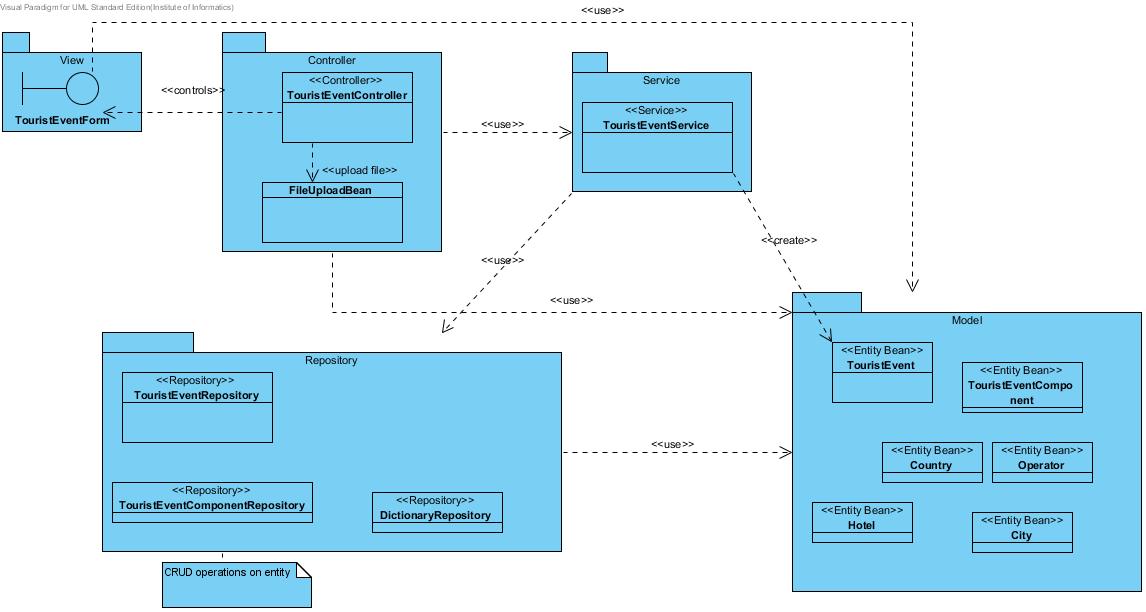 Visual Paradigm for UML Standard Edition(Institute of Informatics)
<<use>>
View
TouristEventForm
<<controls>>
Controller
<<Controller>>
TouristEventController
<<upload file>>
FileUploadBean
<<use>>
Service
<<Service>>
TouristEventService
<<use>>
<<create>>
<<use>>
Repository
<<Repository>>
TouristEventRepository
<<Repository>>
TouristEventComponentRepository
<<Repository>>
DictionaryRepository
CRUD operations on entity
<<use>>
Model
<<Entity Bean>>
TouristEvent
<<Entity Bean>>
TouristEventCompo
nent
<<Entity Bean>>
Country
<<Entity Bean>>
Operator
<<Entity Bean>>
Hotel
<<Entity Bean>>
City